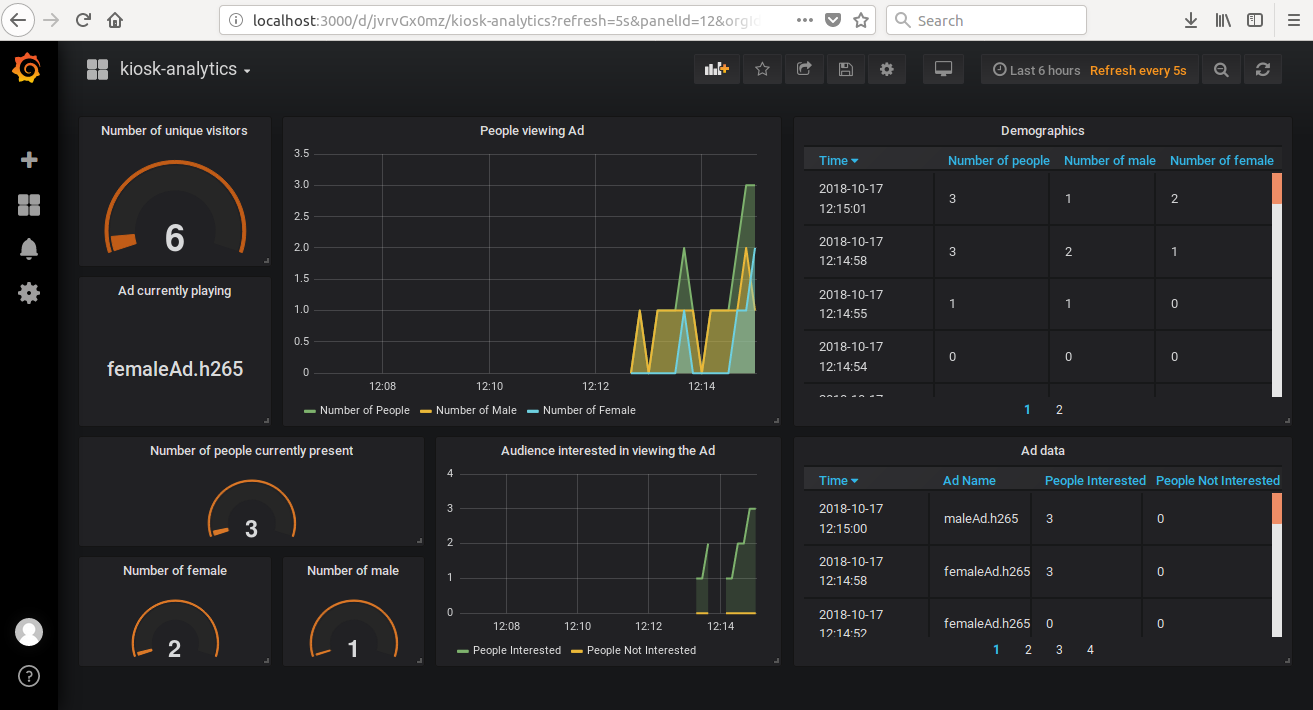 localhost:3000/d/jvrvGx0mz/kiosk-analytics?refresh=5s&panelId=12&orgId
Search
kiosk-analytics
Last 6 hours Refresh every 5s
Number of unique visitors
6
People viewing Ad
3.5
3.0
2.5
2.0
1.5
1.0
0.5
0
12:08 12:10 12:12 12:14
Number of People Number of Male Number of Female
Demographics
Time Number of people Number of male Number of female
2018-10-17
12:15:01
3 1 2
2018-10-17
12:14:58
3 2 1
2018-10-17
12:14:55
1 1 0
2018-10-17
12:14:54
0 0 0
1 2
Ad currently playing
femaleAd.h265
Number of people currently present
3
Number of female
2
Number of male
1
Audience interested in viewing the Ad
4
3
2
1
0
12:08 12:10 12:12 12:14
People Interested People Not Interested
Ad data
Time Ad Name People Interested People Not Interested
2018-10-17
12:15:00
maleAd.h265 3 0
2018-10-17
12:14:58
femaleAd.h265 3 0
2018-10-17
12:14:52
femaleAd.h265 0 0
1 2 3 4